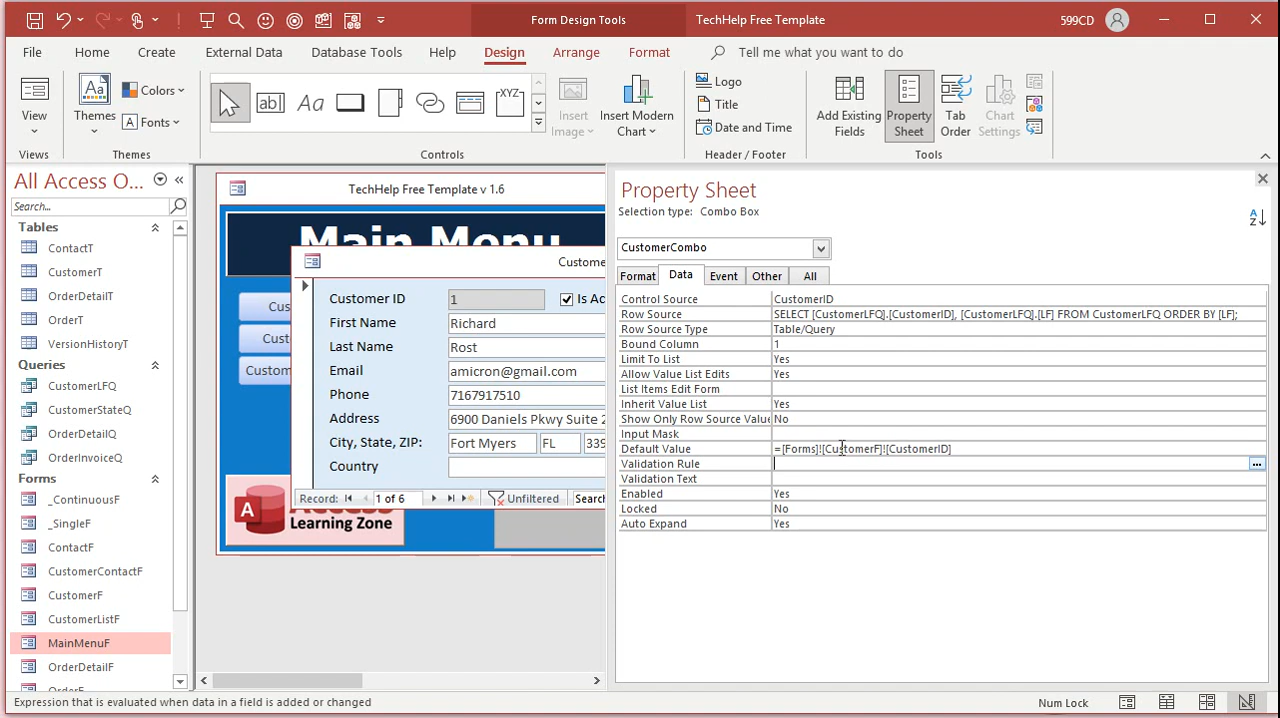 Form Design Tools
TechHelp Free Template
599CD
File
Home
Create
External Data
Database Tools
Help
Design
Arrange
Format
Tell me what you want to do
View
Views
Themes
Colors
Fonts
Themes
ab|
Aa
XYZ
Controls
Insert Image
Insert Modern Chart
Logo
Title
Date and Time
Header / Footer
Add Existing Fields
Property Sheet
Tab Order
Chart Settings
Tools
All Access O...
Search...
Tables
ContactT
CustomerT
OrderDetailT
OrderT
VersionHistoryT
Queries
CustomerLFQ
CustomerStateQ
OrderDetailQ
OrderInvoiceQ
Forms
_ContinuousF
_SingleF
ContactF
CustomerContactF
CustomerF
CustomerListF
MainMenuF
OrderDetailF
TechHelp Free Template v 1.6
Main Menu
Cus
Cust
Custom
Custome
Customer ID 1 Is Ac
First Name Richard
Last Name Rost
Email amicron@gmail.com
Phone 7167917510
Address 6900 Daniels Pkwy Suite 2
City, State, ZIP: Fort Myers FL 339
Country
Record: 1 of 6 Unfiltered Search
A
Learning Zone
Property Sheet
Selection type: Combo Box
CustomerCombo
Format Data Event Other All
Control Source CustomerID
Row Source SELECT [CustomerLFQ].[CustomerID], [CustomerLFQ].[LF] FROM CustomerLFQ ORDER BY [LF];
Row Source Type Table/Query
Bound Column 1
Limit To List Yes
Allow Value List Edits Yes
List Items Edit Form
Inherit Value List Yes
Show Only Row Source Value No
Input Mask
Default Value =[Forms]![CustomerF]![CustomerID]
Validation Rule
Validation Text
Enabled Yes
Locked No
Auto Expand Yes
Expression that is evaluated when data in a field is added or changed
Num Lock